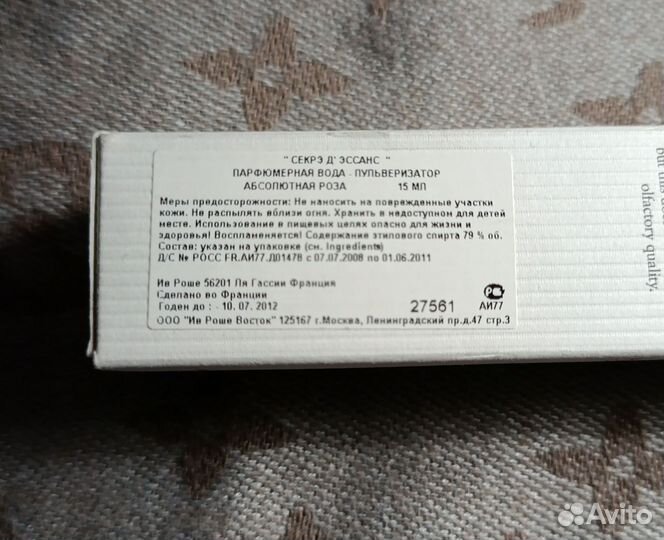 " СЕКРЭ Д' ЭССАНС "
ПАРФЮМЕРНАЯ ВОДА - ПУЛЬВЕРИЗАТОР
АБСОЛЮТНАЯ РОЗА 15 МЛ
Меры предосторожности: Не наносить на поврежденные участки
кожи. Не распылять вблизи огня. Хранить в недоступном для детей
месте. Использование в пищевых целях опасно для жизни и
здоровья! Воспламеняется! Содержание этилового спирта 79 % об.
Состав: указан на упаковке (см. Ingredients)
Д/С № РОСС FR.АИ77.Д01478 с 07.07.2008 по 01.06.2011
Ив Роше 56201 Ля Гассии Франция
Сделано во Франции
Годен до : - 10. 07. 2012
27561
РС
АИ77
ООО "Ив Роше Восток" 125167 г.Москва, Ленинградский пр.д.47 стр.3
olfactory quality.
Avito